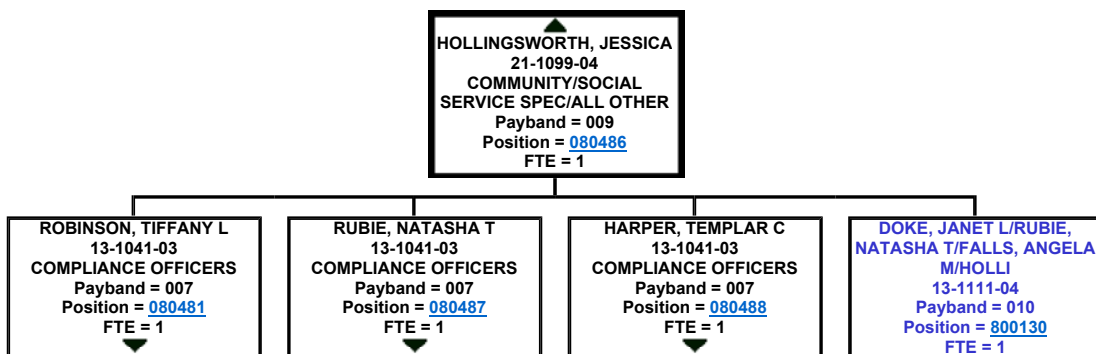 HOLLINGSWORTH, JESSICA
21-1099-04
COMMUNITY/SOCIAL
SERVICE SPEC/ALL OTHER
Payband = 009
Position = 080486
FTE = 1
ROBINSON, TIFFANY L
13-1041-03
COMPLIANCE OFFICERS
Payband = 007
Position = 080481
FTE = 1
RUBIE, NATASHA T
13-1041-03
COMPLIANCE OFFICERS
Payband = 007
Position = 080487
FTE = 1
HARPER, TEMPLAR C
13-1041-03
COMPLIANCE OFFICERS
Payband = 007
Position = 080488
FTE = 1
DOKE, JANET L/RUBIE,
NATASHA T/FALLS, ANGELA
M/HOLLI
13-1111-04
Payband = 010
Position = 800130
FTE = 1